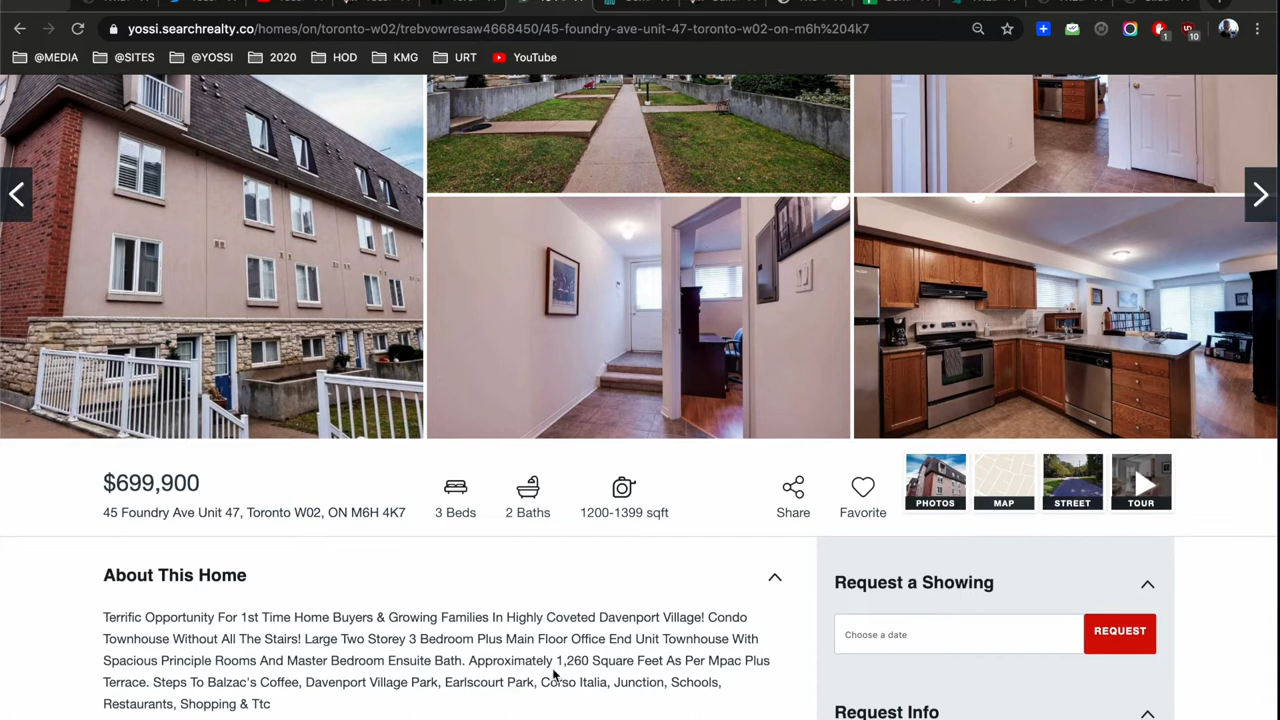 yossi.searchrealty.co/homes/on/toronto-w02/trebhowresaw4668450/45-foundry-ave-unit-47-toronto-w02-on-m6h%204k7
1
10
@MEDIA @SITES @YOSSI 2020 HOD KMG URT YouTube
$699,900
45 Foundry Ave Unit 47, Toronto W02, ON M6H 4K7
3 Beds
2 Baths
1200-1399 sqft
Share
Favorite
PHOTOS
MAP
STREET
TOUR
About This Home
Terrific Opportunity For 1st Time Home Buyers & Growing Families In Highly Coveted Davenport Village! Condo
Townhouse Without All The Stairs! Large Two Storey 3 Bedroom Plus Main Floor Office End Unit Townhouse With
Spacious Principle Rooms And Master Bedroom Ensuite Bath. Approximately 1,260 Square Feet As Per Mpac Plus
Terrace. Steps To Balzac's Coffee, Davenport Village Park, Earlscourt Park, Corso Italia, Junction, Schools,
Restaurants, Shopping & Ttc
Request a Showing
Choose a date
REQUEST
Request Info